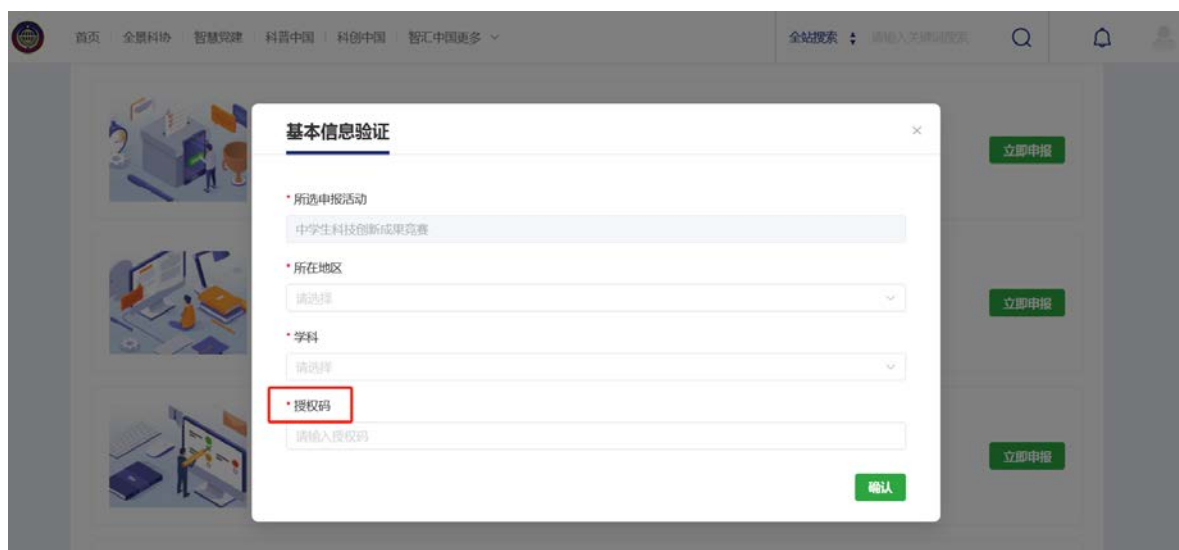 首页 全景科协 智慧党建 科普中国 科创中国 智汇中国更多 全站搜索 请输入关键词搜索
基本信息验证
立即申报
* 所选申报活动
中学生科技创新成果竞赛
* 所在地区
请选择
立即申报
* 学科
请选择
* 授权码
请输入授权码
立即申报
确认